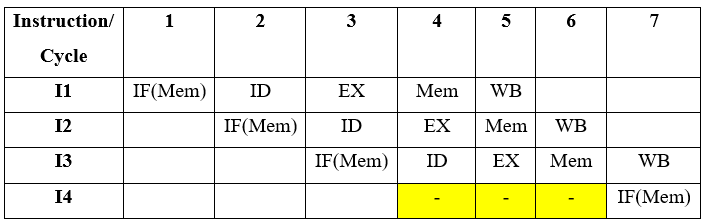 Instruction/ 1 2 3 4 5 6 7
Cycle
I1 IF(Mem) ID EX Mem WB
I2 IF(Mem) ID EX Mem WB
I3 IF(Mem) ID EX Mem WB
I4 - - - IF(Mem)